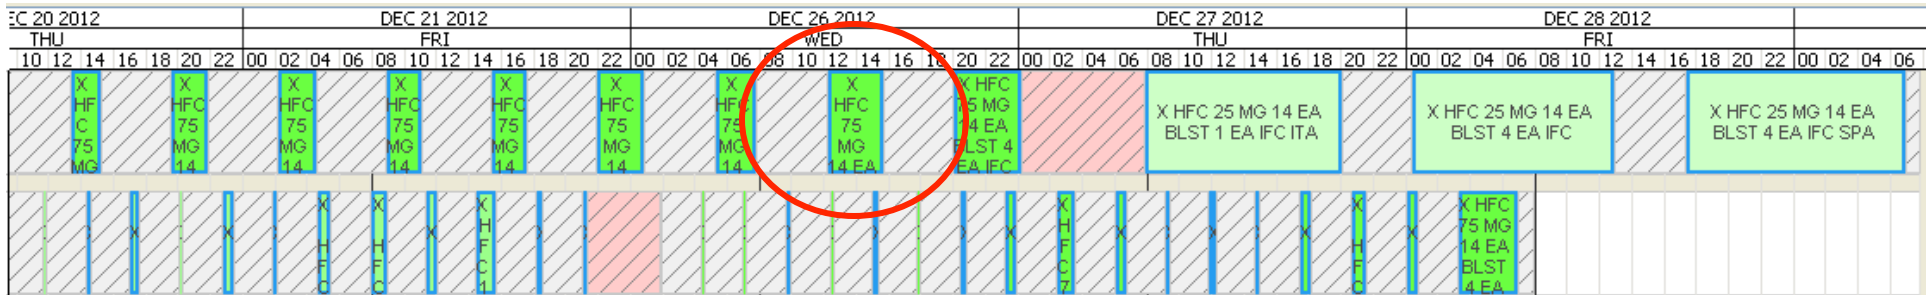 EC 20 2012 DEC 21 2012 DEC 26 2012 DEC 27 2012 DEC 28 2012
THU FRI WED THU FRI
10 12 14 16 18 20 22 00 02 04 06 08 10 12 14 16 18 20 22 00 02 04 06 08 10 12 14 16 18 20 22 00 02 04 06 08 10 12 14 16 18 20 22 00 02 04 06 08 10 12 14 16 18 20 22 00 02 04 06
X
HF
C
75
MG
X
HFC
75
MG
14
X
HFC
75
MG
14
X
HFC
75
MG
14
X
HFC
75
MG
14
X
HFC
75
MG
14
X
HFC
75
MG
14
X
HFC
75
MG
14 EA
X HFC
75 MG
14 EA
BLST 4
EA IFC
X HFC 25 MG 14 EA
BLST 1 EA IFC ITA
X HFC 25 MG 14 EA
BLST 4 EA IFC
X HFC 25 MG 14 EA
BLST 4 EA IFC SPA
X
H
F
C
X
H
F
C
X
H
F
C
1
X
H
F
C
7
X
H
F
C
X HFC
75 MG
14 EA
BLST
4 EA